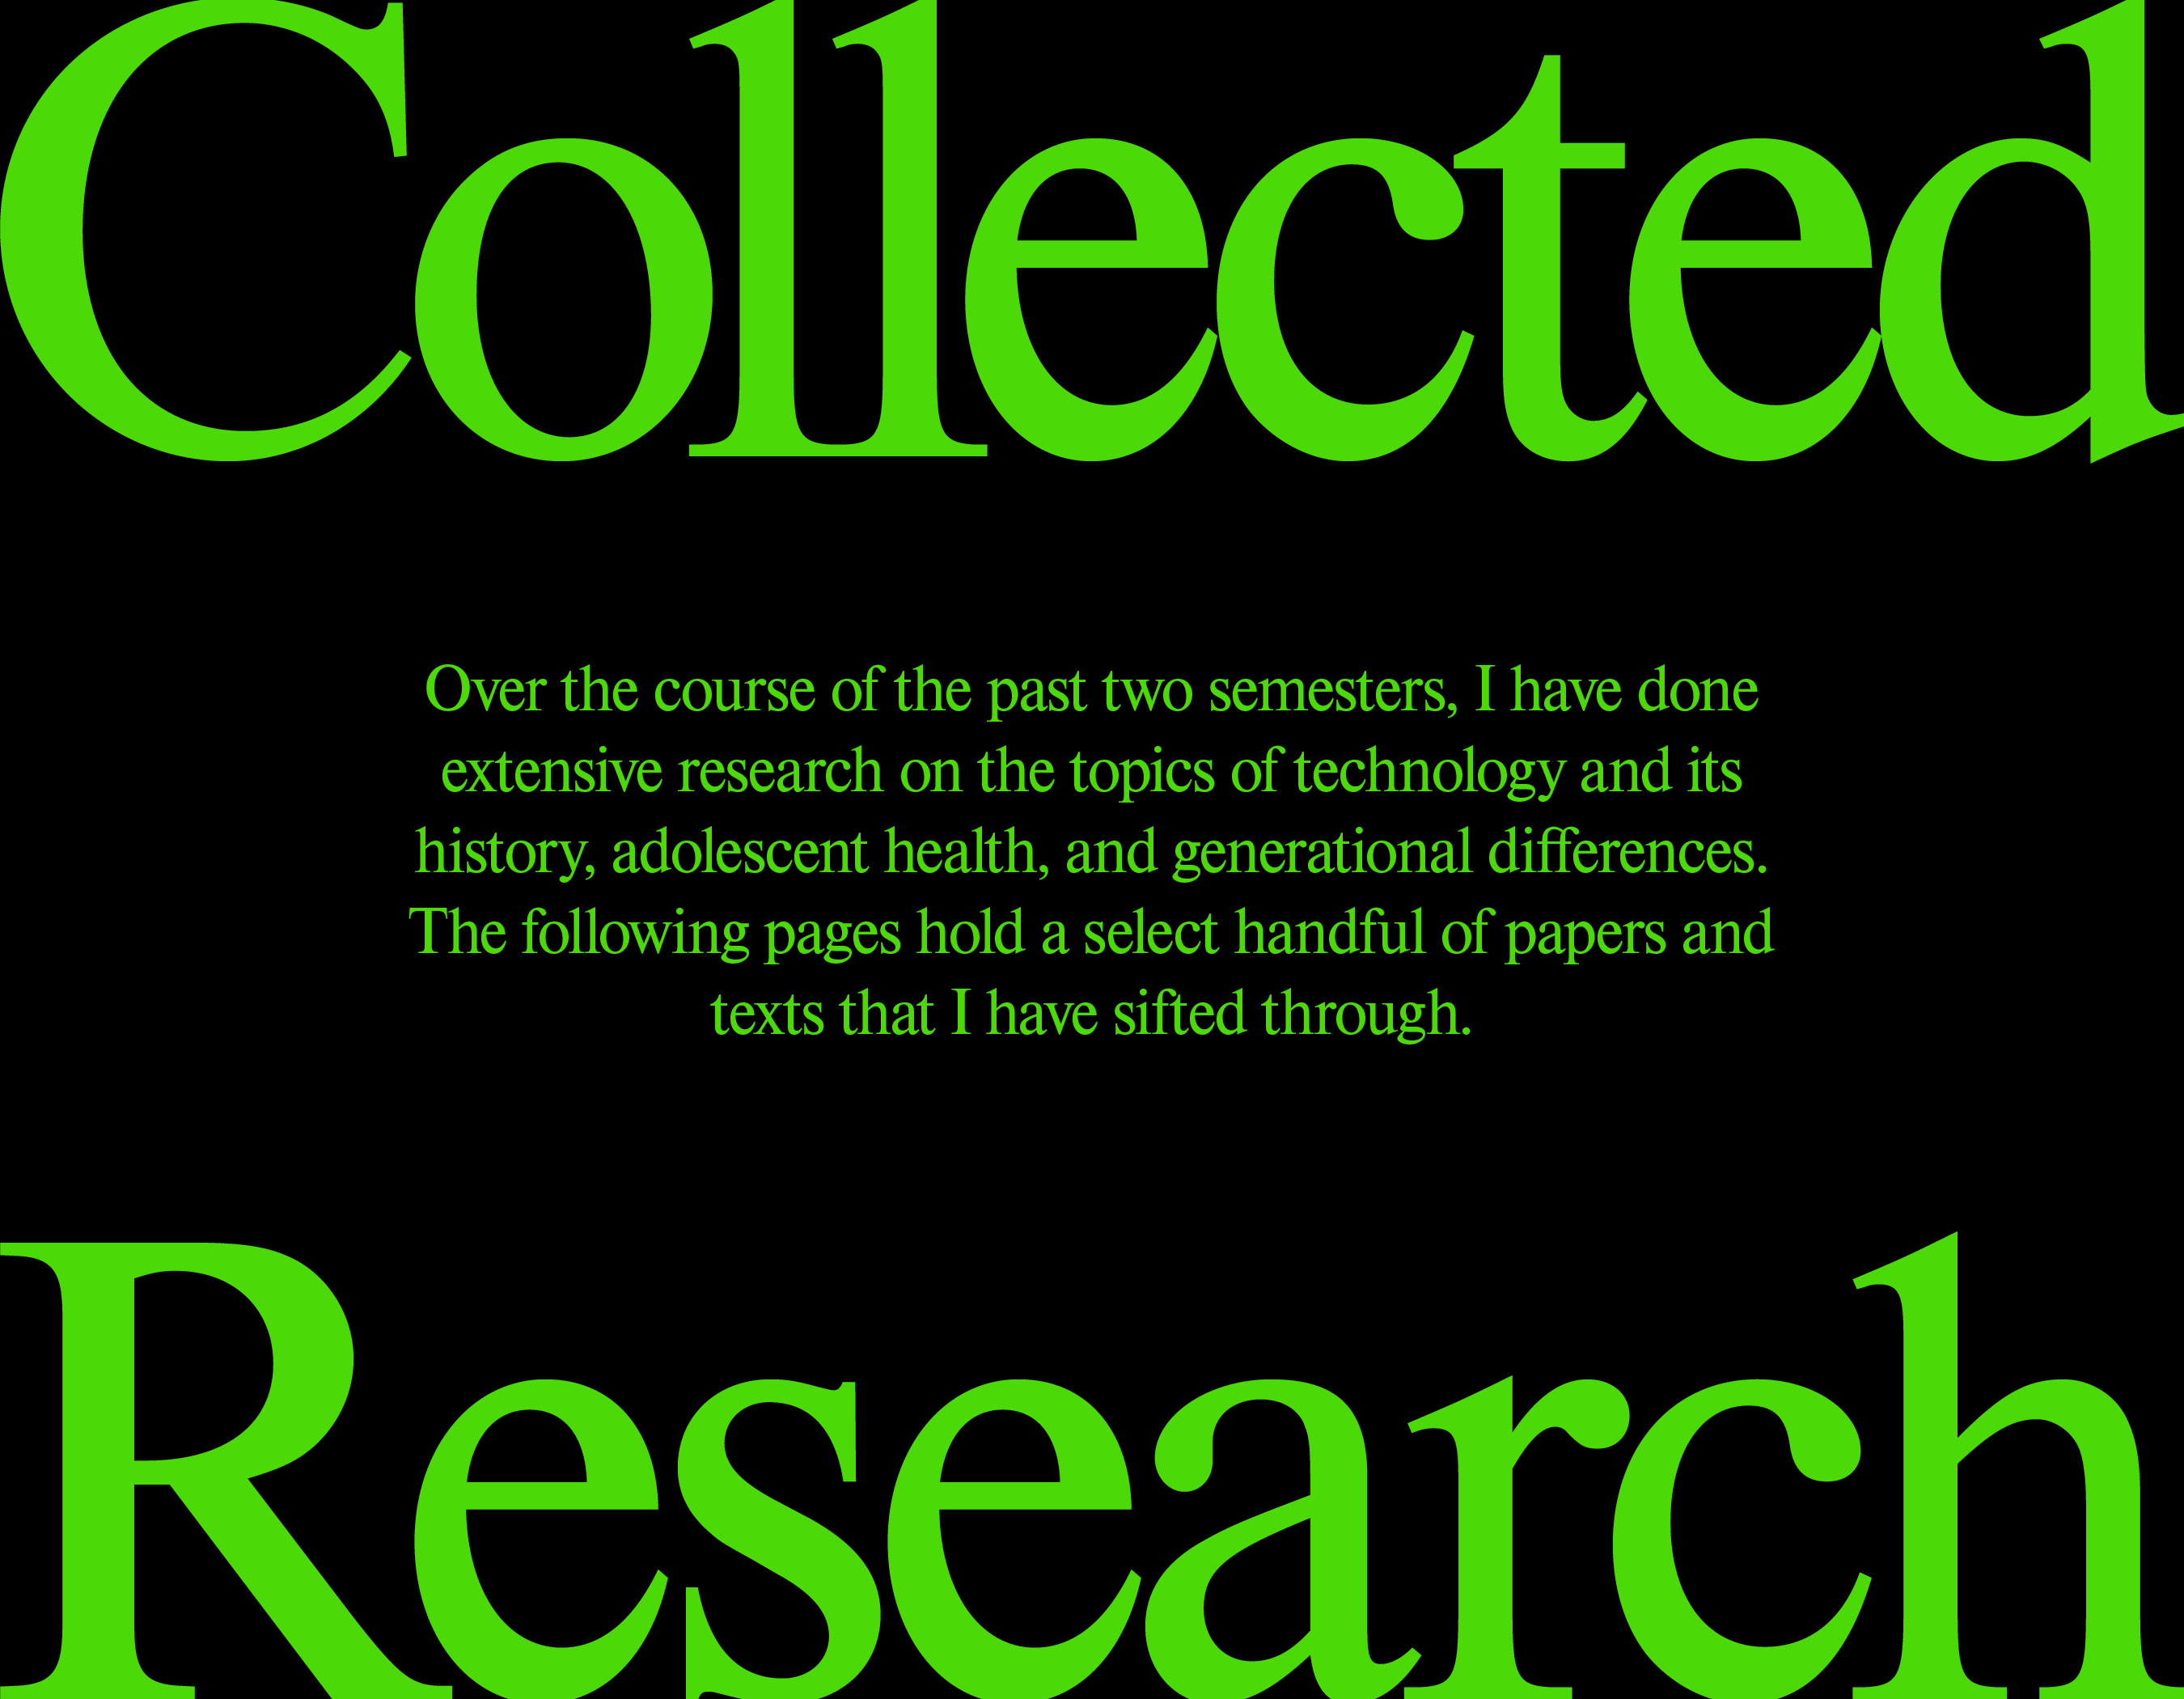 Collected
Over the course of the past two semesters, I have done
extensive research on the topics of technology and its
history, adolescent health, and generational differences.
The following pages hold a select handful of papers and
texts that I have sifted through.
Research